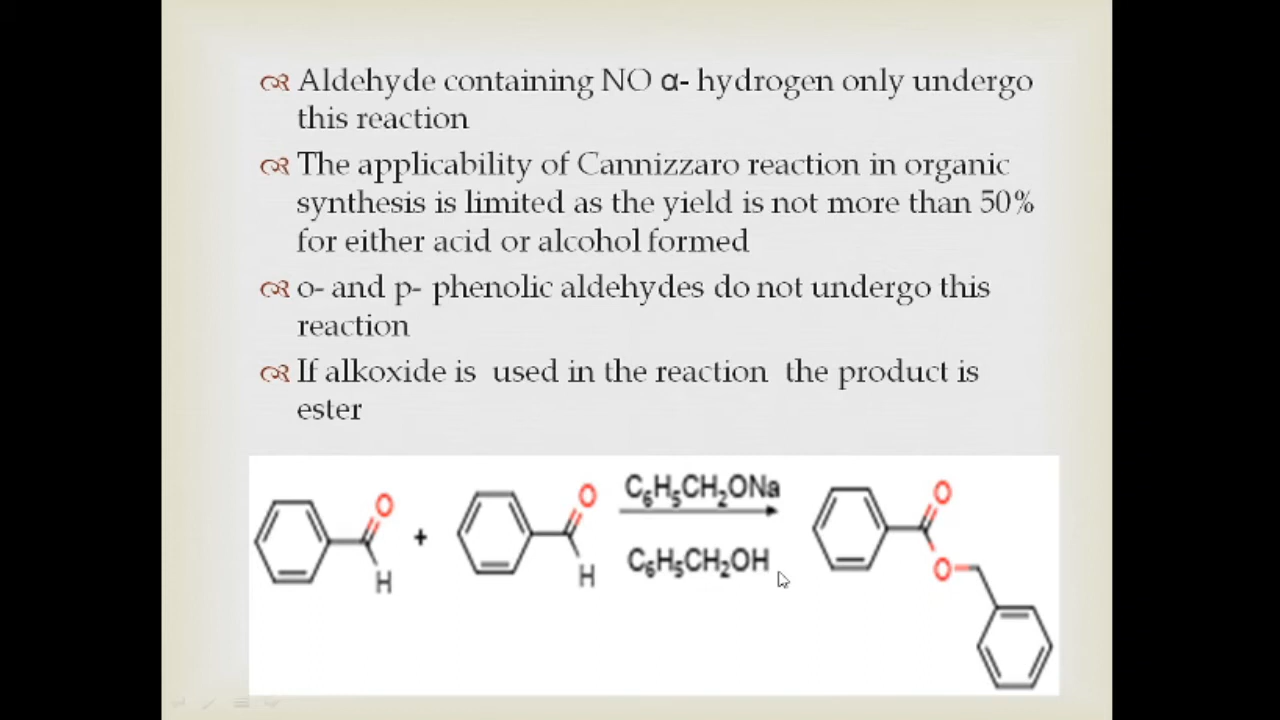 Aldehyde containing NO α- hydrogen only undergo
this reaction
The applicability of Cannizzaro reaction in organic
synthesis is limited as the yield is not more than 50%
for either acid or alcohol formed
o- and p- phenolic aldehydes do not undergo this
reaction
If alkoxide is used in the reaction the product is
ester
C₆H₅CH₂ONa
O
+
O
O
H
H
C₆H₅CH₂OH
O